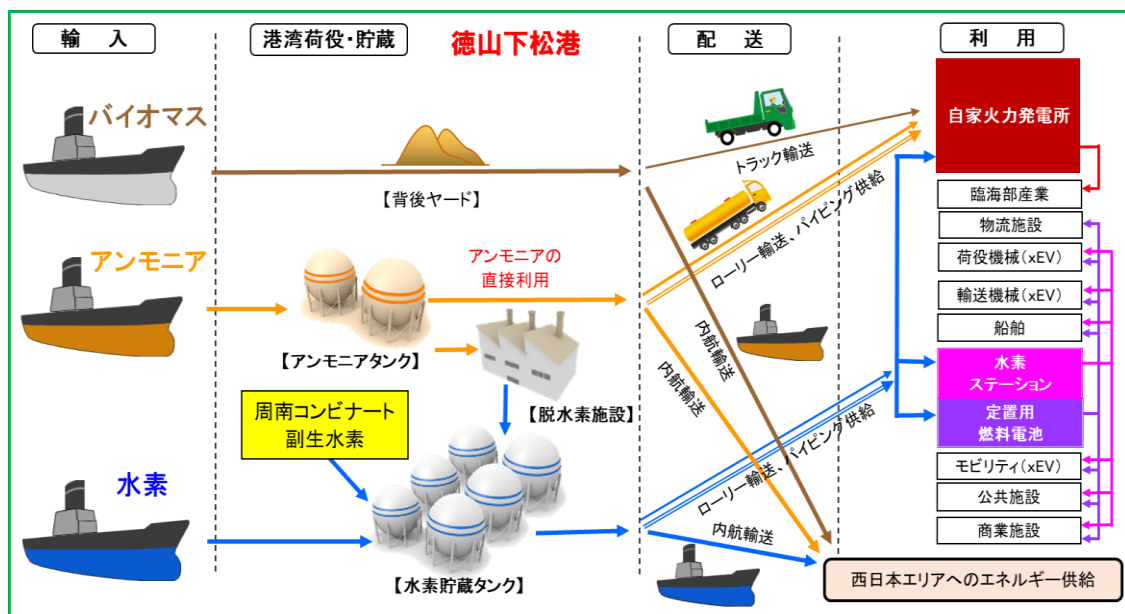 輸 入
港湾荷役・貯蔵
徳山下松港
配 送
利 用
バイオマス
【背後ヤード】
トラック輸送
自家火力発電所
臨海部産業
物流施設
荷役機械(xEV)
輸送機械(xEV)
船舶
水素
ステーション
定置用
燃料電池
モビリティ(xEV)
公共施設
商業施設
アンモニア
アンモニアの
直接利用
【アンモニアタンク】
【脱水素施設】
ローリー輸送、パイピング供給
内航輸送
内航輸送
周南コンビナート
副生水素
水素
【水素貯蔵タンク】
ローリー輸送、パイピング供給
内航輸送
西日本エリアへのエネルギー供給